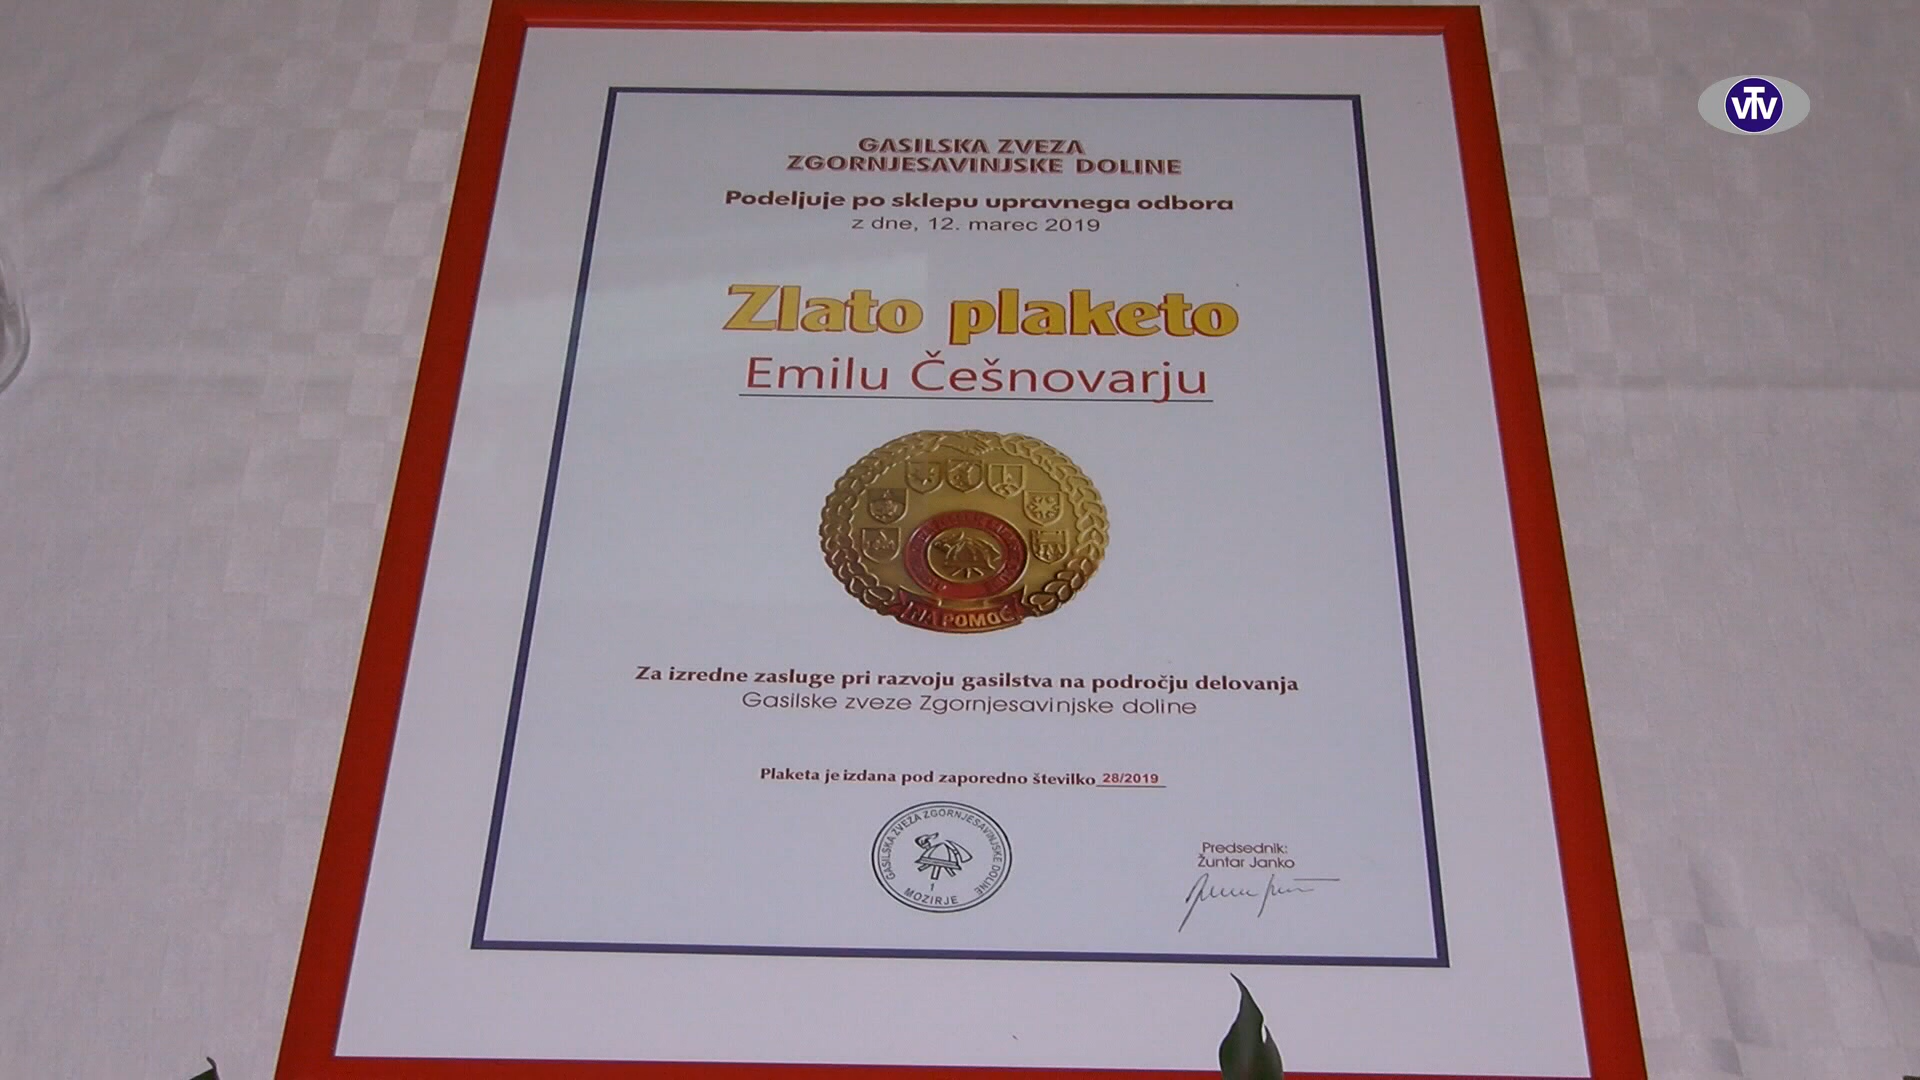 VTV
GASILSKA ZVEZA
ZGORNJESAVINJSKE DOLINE
Podeljuje po sklepu upravnega odbora
z dne, 12. marec 2019
Zlato plaketo
Emilu Češnovarju
NA POMOČ
Za izredne zasluge pri razvoju gasilstva na področju delovanja
Gasilske zveze Zgornjesavinjske doline
Plaketa je izdana pod zaporedno številko 28/2019
GASILSKA ZVEZA ZGORNJESAVINJSKE DOLINE
1
MOZIRJE
Predsednik:
Žuntar Janko